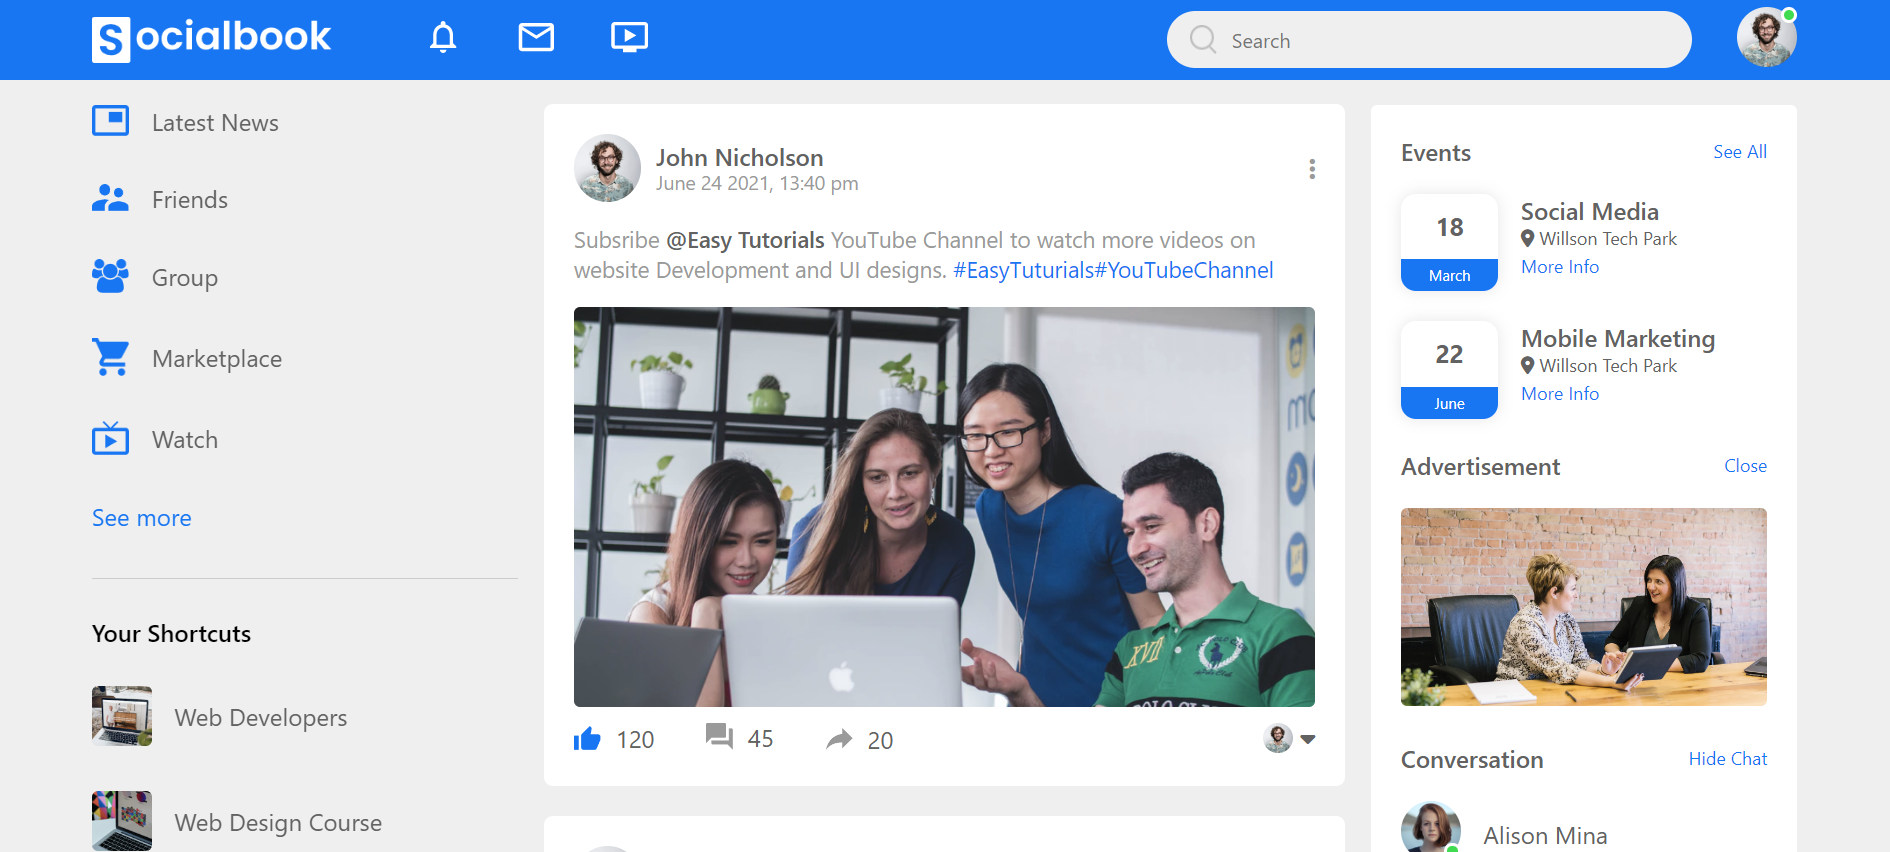 Socialbook
Search
Latest News
Friends
Group
Marketplace
Watch
See more
Your Shortcuts
Web Developers
Web Design Course
John Nicholson
June 24 2021, 13:40 pm
Subsribe @Easy Tutorials YouTube Channel to watch more videos on
website Development and UI designs. #EasyTuturials#YouTubeChannel
XVII
120
45
20
Events
See All
18
March
Social Media
Willson Tech Park
More Info
22
June
Mobile Marketing
Willson Tech Park
More Info
Advertisement
Close
Conversation
Hide Chat
Alison Mina